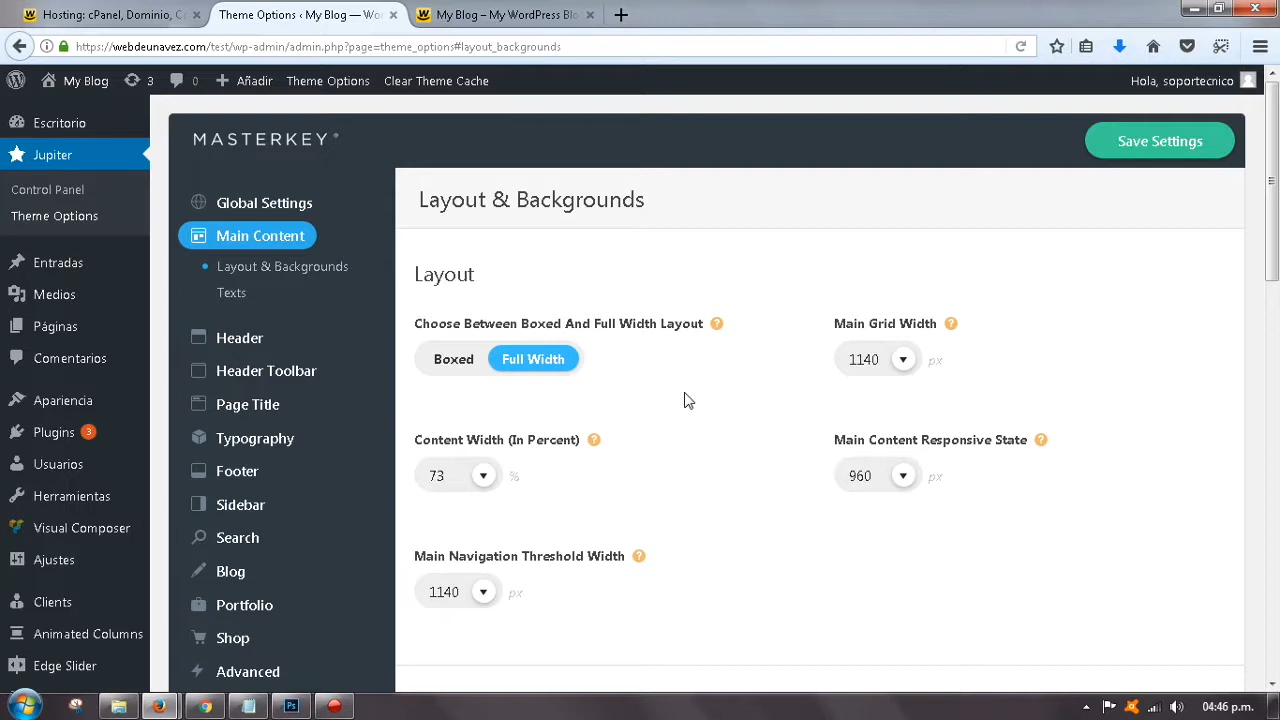 Hosting: cPanel, Dominio, C
Theme Options ‹ My Blog — Wo
My Blog – My WordPress Blo
https://webdeunavez.com/test/wp-admin/admin.php?page=theme_options#layout_backgrounds
My Blog
3
0
Añadir
Theme Options
Clear Theme Cache
Hola, soportecnico
Escritorio
Jupiter
Control Panel
Theme Options
Entradas
Medios
Páginas
Comentarios
Apariencia
Plugins 3
Usuarios
Herramientas
Visual Composer
Ajustes
Clients
Animated Columns
Edge Slider
MASTERKEY
Save Settings
Global Settings
Main Content
Layout & Backgrounds
Texts
Header
Header Toolbar
Page Title
Typography
Footer
Sidebar
Search
Blog
Portfolio
Shop
Advanced
Layout & Backgrounds
Layout
Choose Between Boxed And Full Width Layout ?
Boxed Full Width
Main Grid Width ?
1140 px
Content Width (In Percent) ?
73 %
Main Content Responsive State ?
960 px
Main Navigation Threshold Width ?
1140 px
Ps
04:46 p.m.